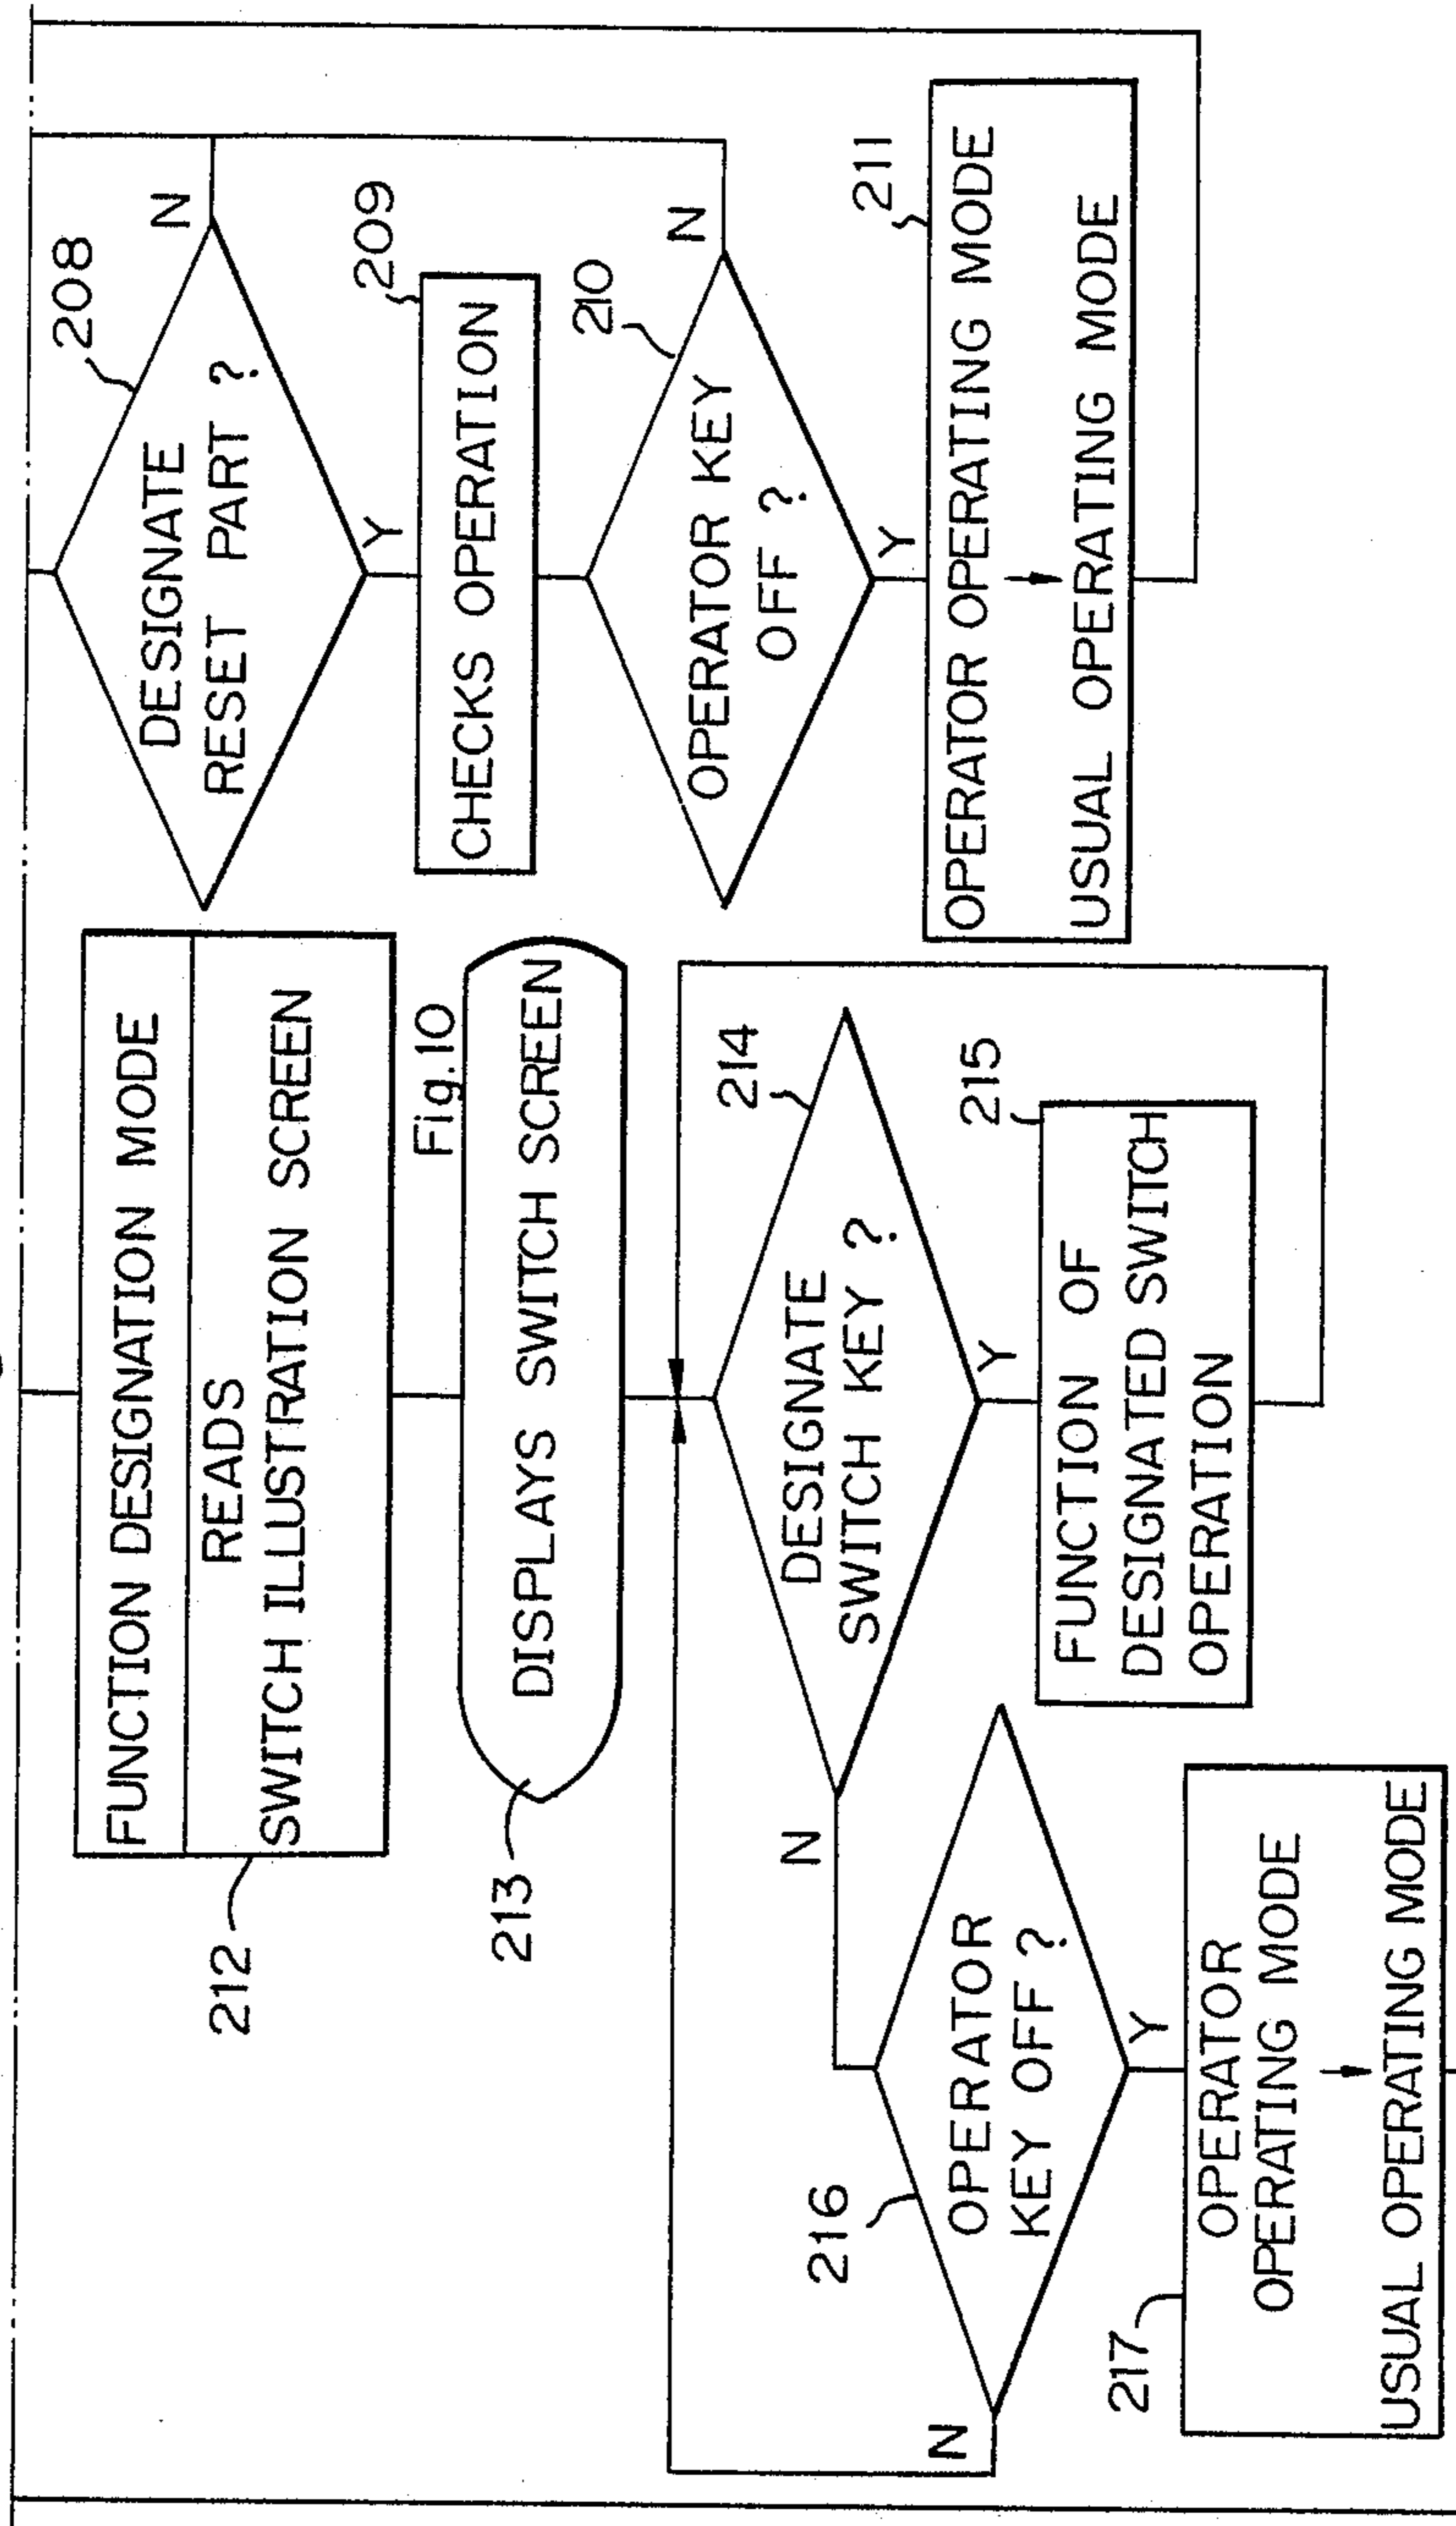 FUNCTION DESIGNATION MODE
READS
SWITCH ILLUSTRATION SCREEN
212
Fig.10
DISPLAYS SWITCH SCREEN
213
DESIGNATE
SWITCH KEY ?
214
N
Y
FUNCTION OF
DESIGNATED SWITCH
OPERATION
215
OPERATOR
KEY OFF ?
216
N
Y
OPERATOR
OPERATING MODE
USUAL OPERATING MODE
217
DESIGNATE
RESET PART ?
208
N
Y
CHECKS OPERATION
209
OPERATOR KEY
OFF ?
210
N
Y
OPERATOR OPERATING MODE
USUAL OPERATING MODE
211